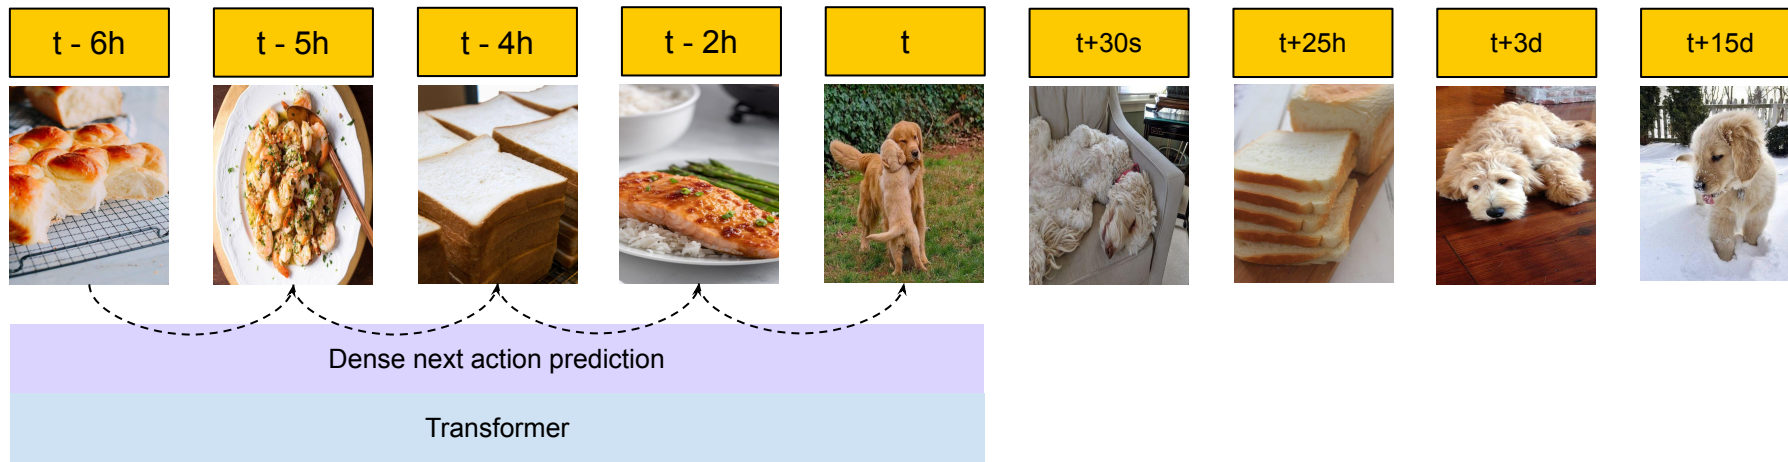 t - 6h
t - 5h
t - 4h
t - 2h
t
t+30s
t+25h
t+3d
t+15d
Dense next action prediction
Transformer